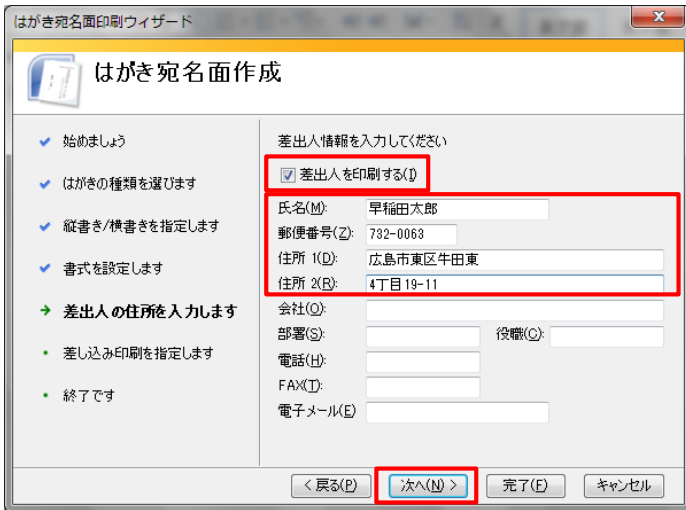 はがき宛名面印刷ウィザード
はがき宛名面作成
始めましょう
はがきの種類を選びます
縦書き/横書きを指定します
書式を設定します
差出人の住所を入力します
差し込み印刷を指定します
終了です
差出人情報を入力してください
差出人を印刷する(I)
氏名(M): 早稲田太郎
郵便番号(Z): 732-0063
住所 1(D): 広島市東区牛田東
住所 2(R): 4丁目19-11
会社(O):
部署(S): 役職(C):
電話(H):
FAX(T):
電子メール(E)
< 戻る(P) 次へ(N) > 完了(F) キャンセル